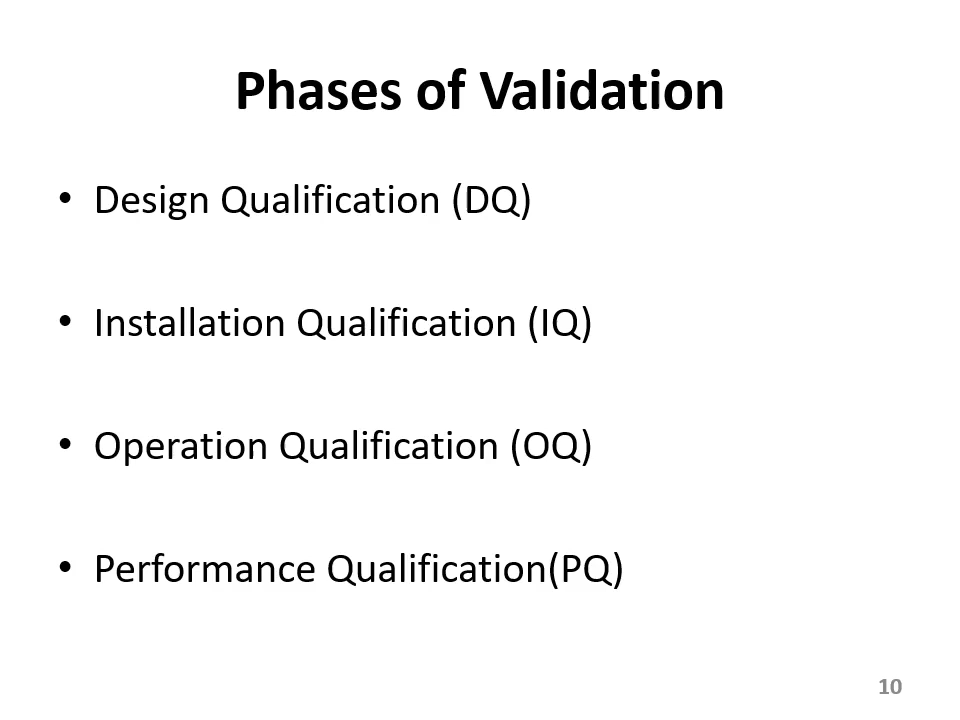 Phases of Validation
• Design Qualification (DQ)
• Installation Qualification (IQ)
• Operation Qualification (OQ)
• Performance Qualification(PQ)
10